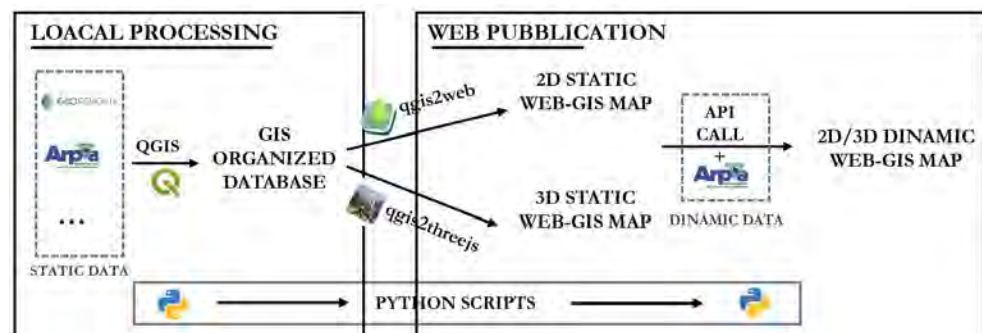 LOACAL PROCESSING
WEB PUBBLICATION
Arpa
...
STATIC DATA
QGIS
GIS
ORGANIZED
DATABASE
qgis2web
qgis2threejs
2D STATIC
WEB-GIS MAP
3D STATIC
WEB-GIS MAP
API
CALL
+
Arpa
DINAMIC DATA
2D/3D DINAMIC
WEB-GIS MAP
PYTHON SCRIPTS